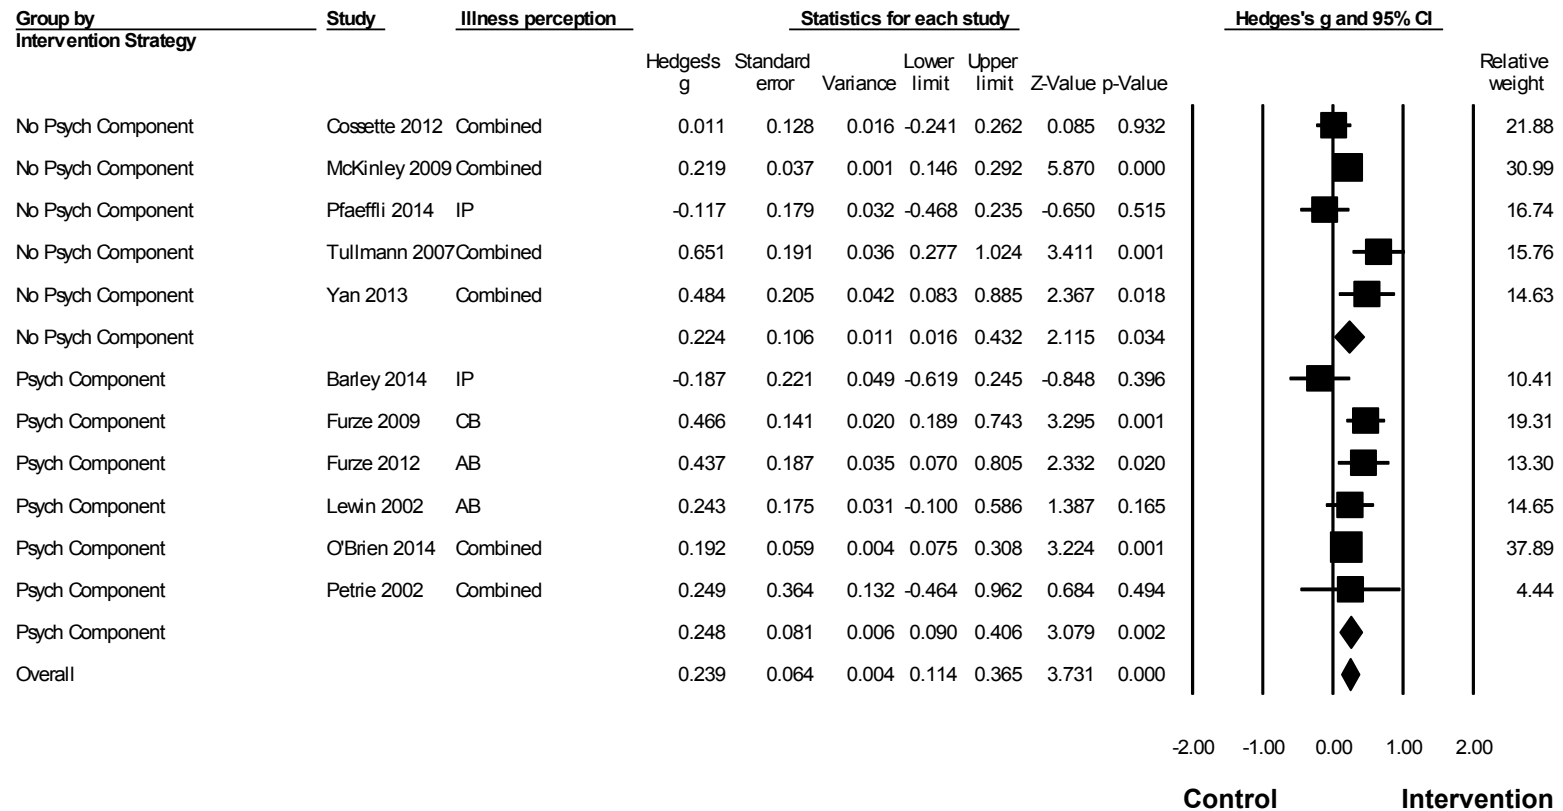 Group by Study Illness perception Statistics for each study Hedges's g and 95% CI
Intervention Strategy
Hedges's Standard Lower Upper Relative
g error Variance limit limit Z-Value p-Value weight
No Psych Component Cossette 2012 Combined 0.011 0.128 0.016 -0.241 0.262 0.085 0.932 21.88
No Psych Component McKinley 2009 Combined 0.219 0.037 0.001 0.146 0.292 5.870 0.000 30.99
No Psych Component Pfaeffli 2014 IP -0.117 0.179 0.032 -0.468 0.235 -0.650 0.515 16.74
No Psych Component Tullmann 2007 Combined 0.651 0.191 0.036 0.277 1.024 3.411 0.001 15.76
No Psych Component Yan 2013 Combined 0.484 0.205 0.042 0.083 0.885 2.367 0.018 14.63
No Psych Component 0.224 0.106 0.011 0.016 0.432 2.115 0.034
Psych Component Barley 2014 IP -0.187 0.221 0.049 -0.619 0.245 -0.848 0.396 10.41
Psych Component Furze 2009 CB 0.466 0.141 0.020 0.189 0.743 3.295 0.001 19.31
Psych Component Furze 2012 AB 0.437 0.187 0.035 0.070 0.805 2.332 0.020 13.30
Psych Component Lewin 2002 AB 0.243 0.175 0.031 -0.100 0.586 1.387 0.165 14.65
Psych Component O'Brien 2014 Combined 0.192 0.059 0.004 0.075 0.308 3.224 0.001 37.89
Psych Component Petrie 2002 Combined 0.249 0.364 0.132 -0.464 0.962 0.684 0.494 4.44
Psych Component 0.248 0.081 0.006 0.090 0.406 3.079 0.002
Overall 0.239 0.064 0.004 0.114 0.365 3.731 0.000
-2.00 -1.00 0.00 1.00 2.00
Control Intervention